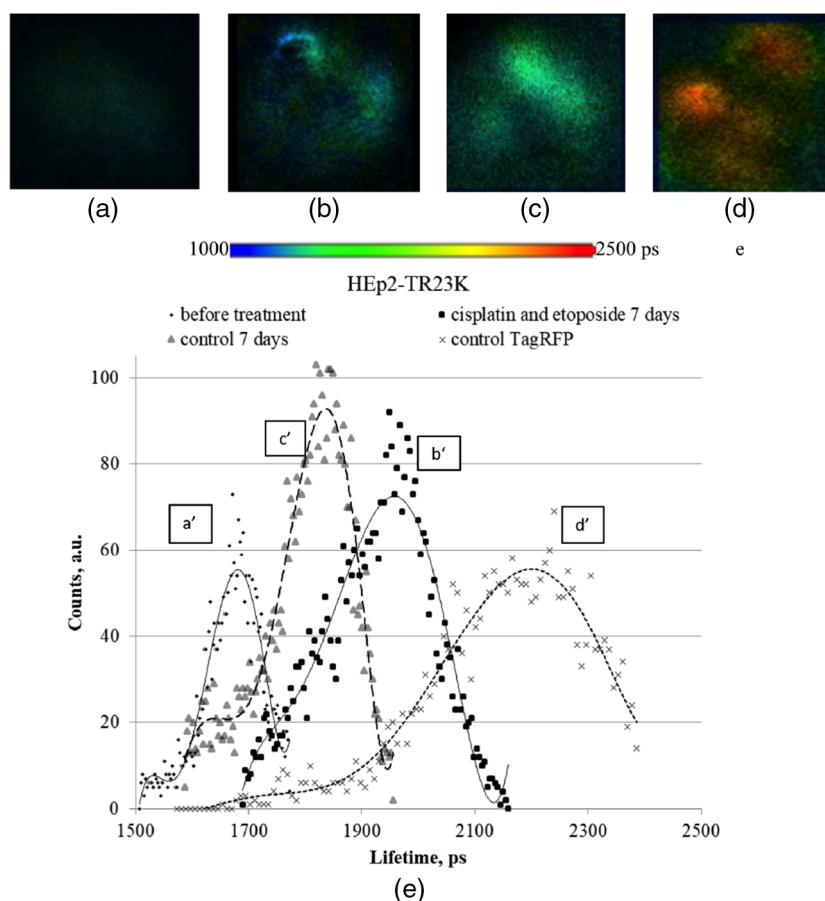 (a) (b) (c) (d)
1000 2500 ps e
HEp2-TR23K
before treatment cisplatin and etoposide 7 days
control 7 days control TagRFP
100
c'
80
b'
a'
d'
60
Counts, a.u.
40
20
0
1500 1700 1900 2100 2300 2500
Lifetime, ps
(e)